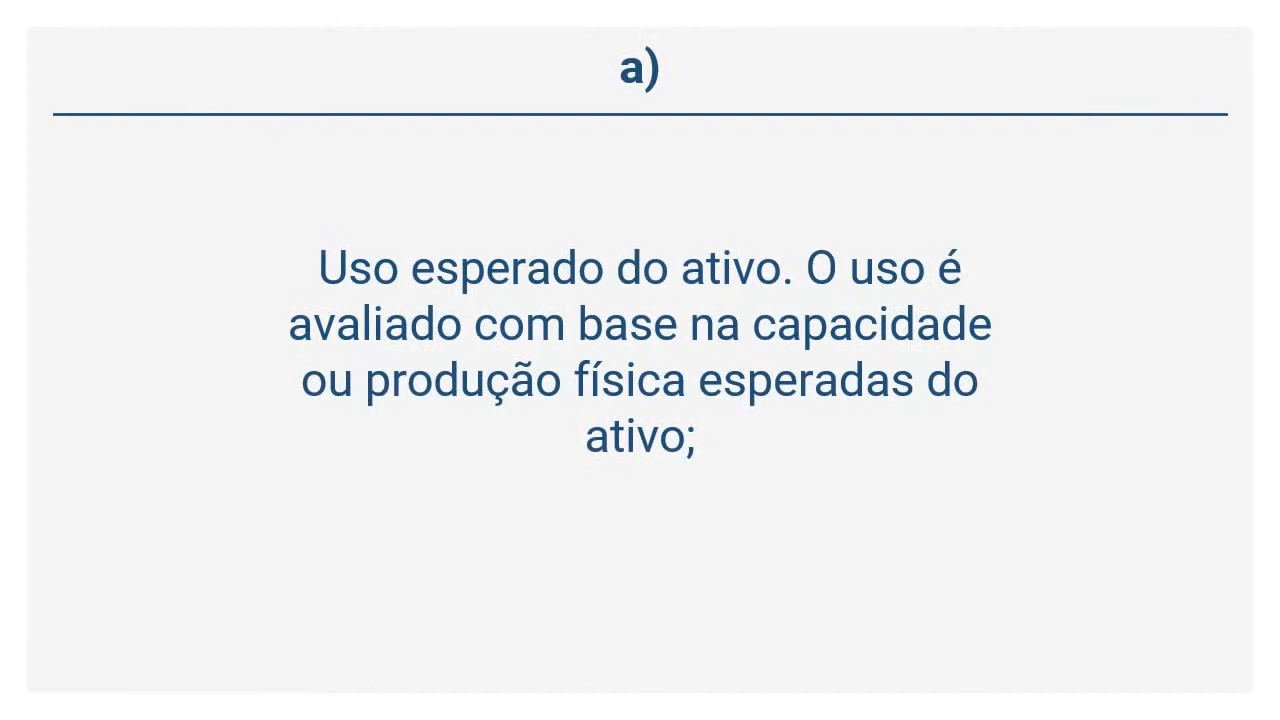 a)
Uso esperado do ativo. O uso é
avaliado com base na capacidade
ou produção física esperadas do
ativo;